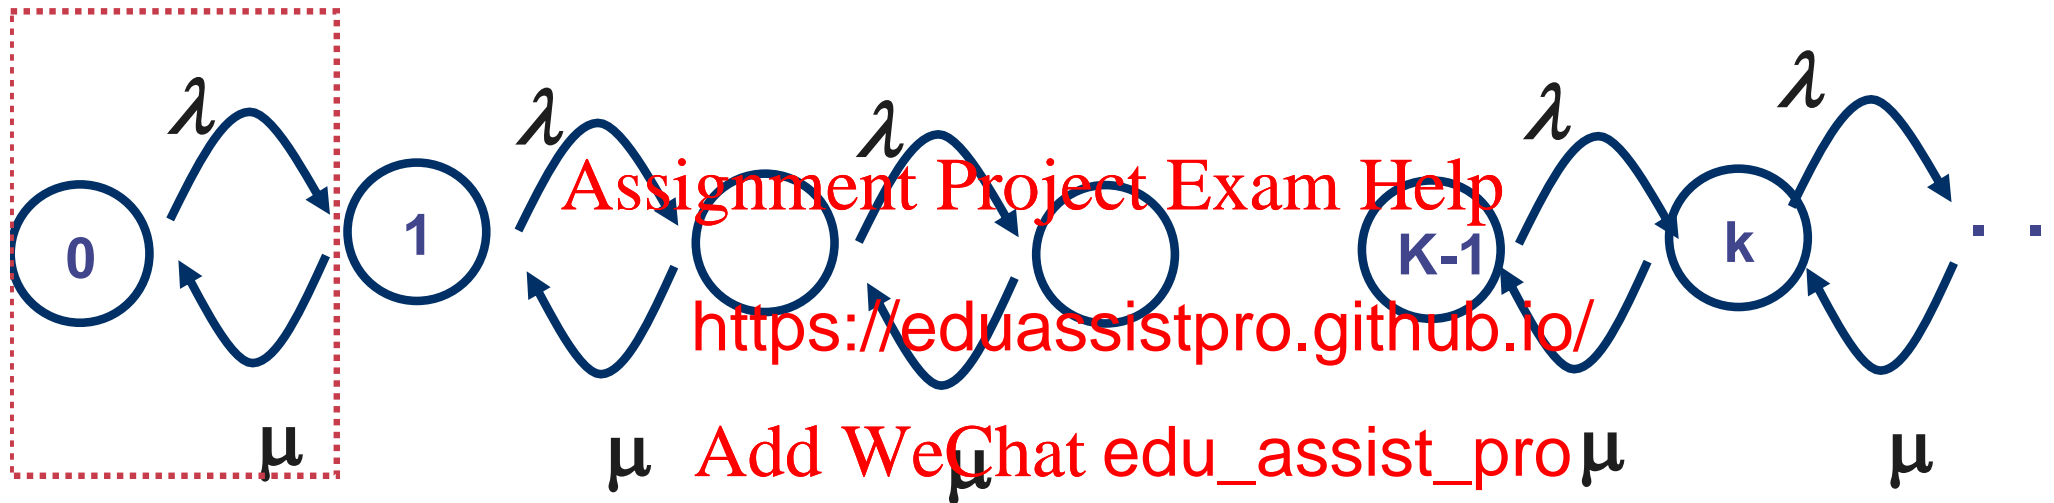 λ λ λ λ λ
Assignment Project Exam Help
0 1 K-1 k . .
https://eduassistpro.github.io/
μ μ μ μ μ
Add WeChat edu_assist_pro